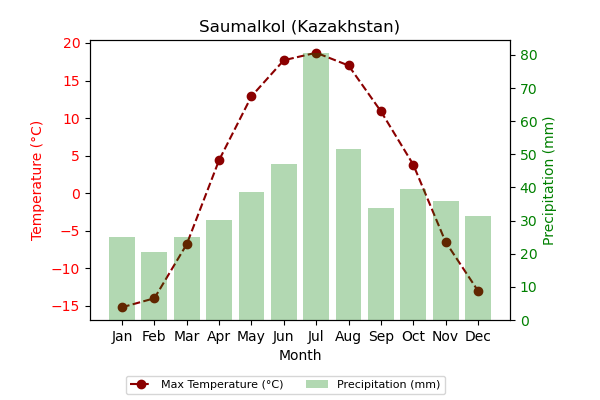 Saumalkol (Kazakhstan)
Temperature (°C)
20
15
10
5
0
−5
−10
−15
80
70
60
50
40
30
20
10
0
Precipitation (mm)
Jan Feb Mar Apr May Jun Jul Aug Sep Oct Nov Dec
Month
Max Temperature (°C) Precipitation (mm)